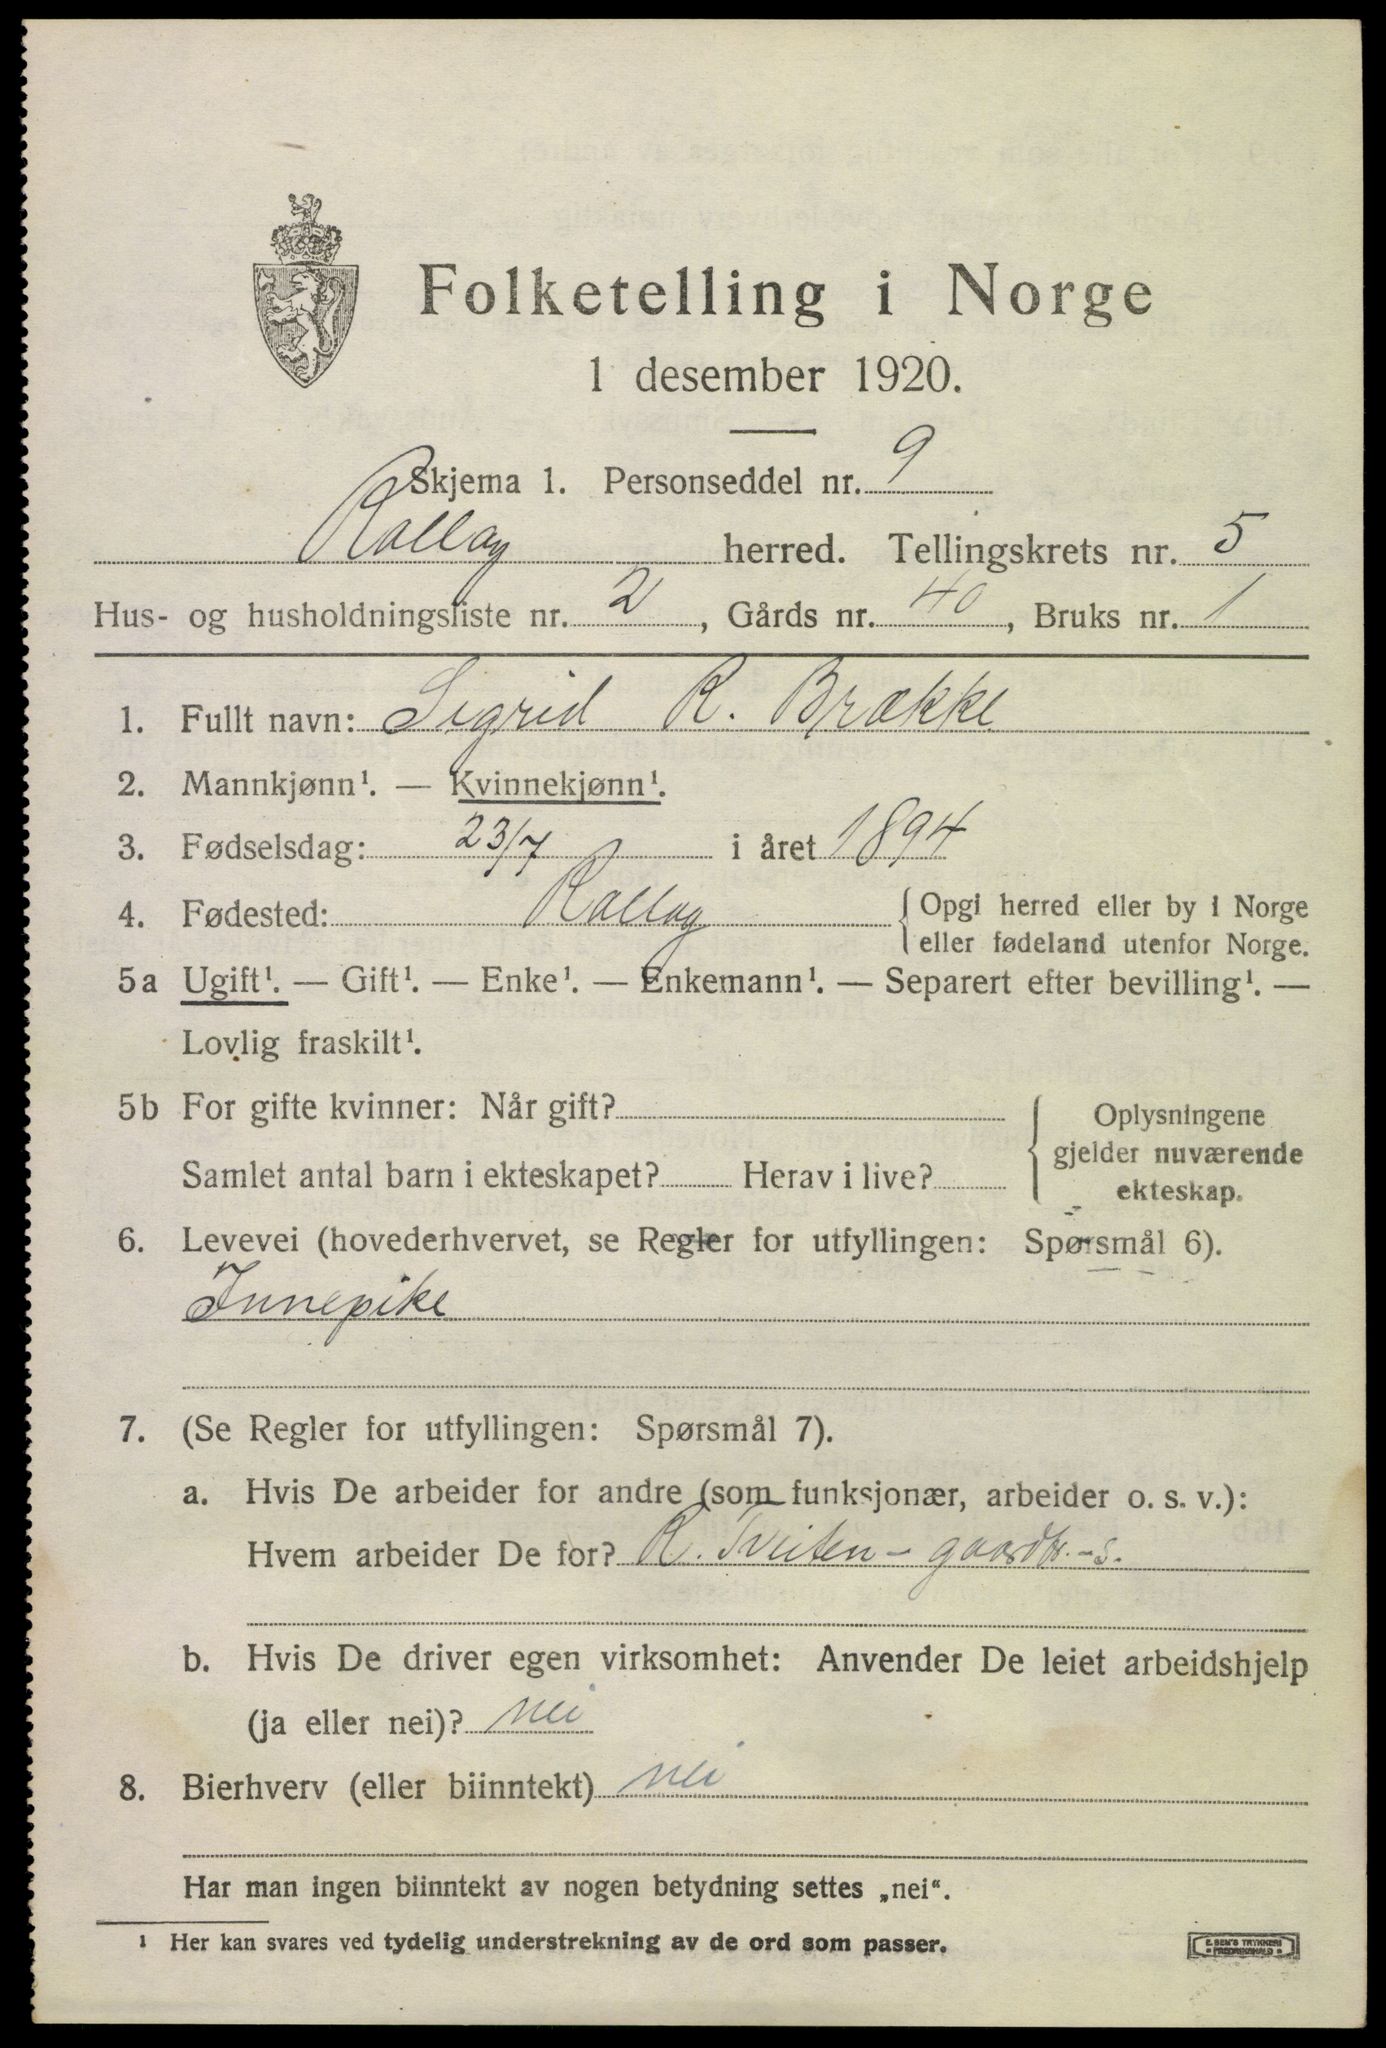 Folketelling i Norge
1 desember 1920.
Skjema 1. Personseddel nr. 9
Rollag herred. Tellingskrets nr. 5
Hus- og husholdningsliste nr. 2, Gårds nr. 40, Bruks nr. 1
1. Fullt navn: Sigrid R. Brække
2. Mannkjønn¹. — Kvinnekjønn¹.
3. Fødselsdag: 23/7 i året 1894
4. Fødested: Rollag { Opgi herred eller by i Norge
eller fødeland utenfor Norge.
5a Ugift¹. — Gift¹. — Enke¹. — Enkemann¹. — Separert efter bevilling¹. —
Lovlig fraskilt¹.
5b For gifte kvinner: Når gift?
Samlet antal barn i ekteskapet? Herav i live?
Oplysningene
gjelder nuværende
ekteskap.
6. Levevei (hovederhvervet, se Regler for utfyllingen: Spørsmål 6).
Innepike
7. (Se Regler for utfyllingen: Spørsmål 7).
a. Hvis De arbeider for andre (som funksjonær, arbeider o. s. v.):
Hvem arbeider De for? R. Tveiten - gaardbr. - s.
b. Hvis De driver egen virksomhet: Anvender De leiet arbeidshjelp
(ja eller nei)? nei
8. Bierhverv (eller biinntekt) nei
Har man ingen biinntekt av nogen betydning settes „nei“.
¹ Her kan svares ved tydelig understrekning av de ord som passer.
E. SEM'S TRYKKERI
FREDRIKSHALD